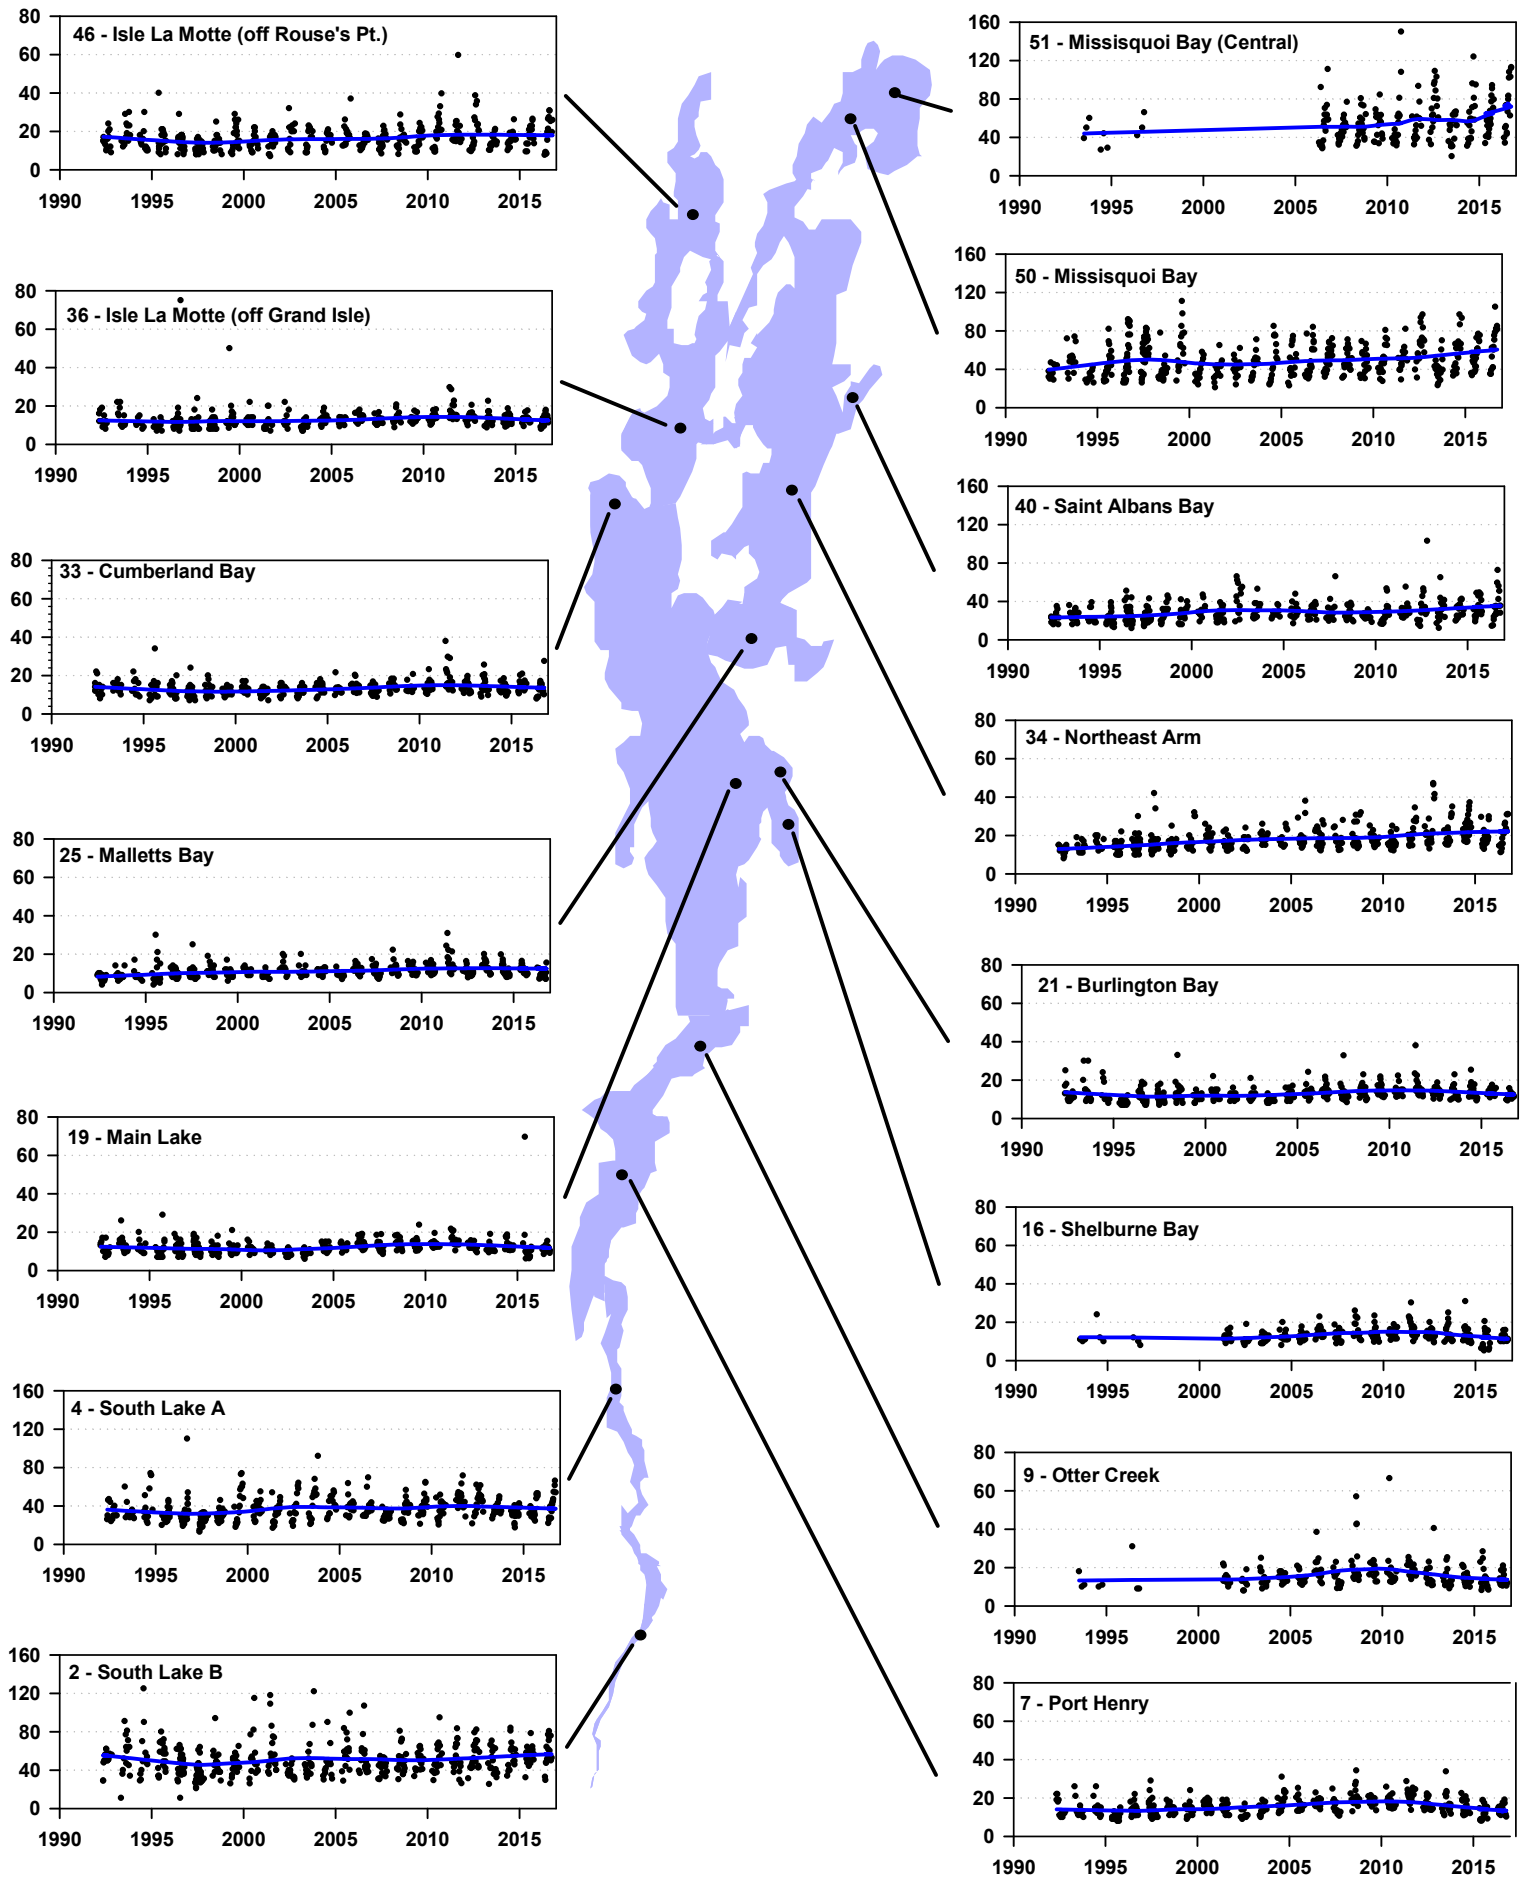 80
46 - Isle La Motte (off Rouse's Pt.)
60
40
20
0
1990 1995 2000 2005 2010 2015
80
36 - Isle La Motte (off Grand Isle)
60
40
20
0
1990 1995 2000 2005 2010 2015
80
33 - Cumberland Bay
60
40
20
0
1990 1995 2000 2005 2010 2015
80
25 - Malletts Bay
60
40
20
0
1990 1995 2000 2005 2010 2015
80
19 - Main Lake
60
40
20
0
1990 1995 2000 2005 2010 2015
160
4 - South Lake A
120
80
40
0
1990 1995 2000 2005 2010 2015
160
2 - South Lake B
120
80
40
0
1990 1995 2000 2005 2010 2015
160
51 - Missisquoi Bay (Central)
120
80
40
0
1990 1995 2000 2005 2010 2015
160
50 - Missisquoi Bay
120
80
40
0
1990 1995 2000 2005 2010 2015
160
40 - Saint Albans Bay
120
80
40
0
1990 1995 2000 2005 2010 2015
80
34 - Northeast Arm
60
40
20
0
1990 1995 2000 2005 2010 2015
80
21 - Burlington Bay
60
40
20
0
1990 1995 2000 2005 2010 2015
80
16 - Shelburne Bay
60
40
20
0
1990 1995 2000 2005 2010 2015
80
9 - Otter Creek
60
40
20
0
1990 1995 2000 2005 2010 2015
80
7 - Port Henry
60
40
20
0
1990 1995 2000 2005 2010 2015